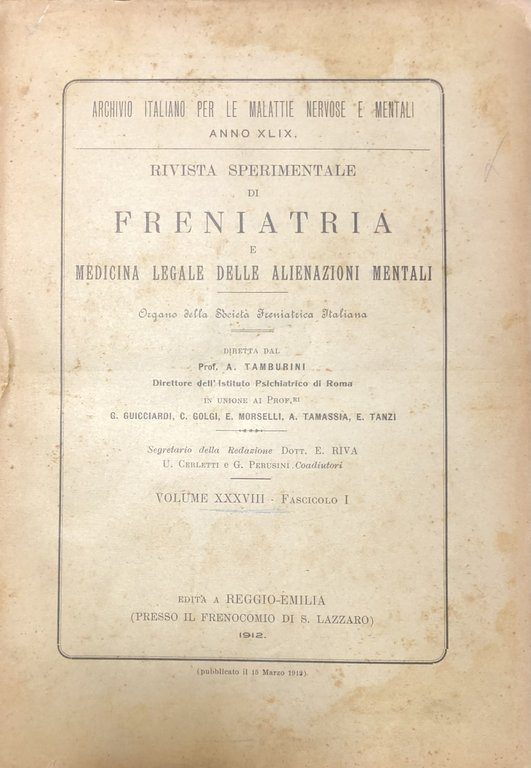 ARCHIVIO ITALIANO PER LE MALATTIE NERVOSE E MENTALI
ANNO XLIX.
RIVISTA SPERIMENTALE
DI
FRENIATRIA
E
MEDICINA LEGALE DELLE ALIENAZIONI MENTALI
Organo della Società Freniatrica Italiana
DIRETTA DAL
Prof. A. TAMBURINI
Direttore dell'Istituto Psichiatrico di Roma
IN UNIONE AI PROF.RI
G. GUICCIARDI, C. GOLGI, E. MORSELLI, A. TAMASSIA, E. TANZI
Segretario della Redazione DOTT. E. RIVA
U. CERLETTI e G. PERUSINI Coadiutori
VOLUME XXXVIII - FASCICOLO I
EDITA A REGGIO-EMILIA
(PRESSO IL FRENOCOMIO DI S. LAZZARO)
1912.
(pubblicato il 15 Marzo 1912).